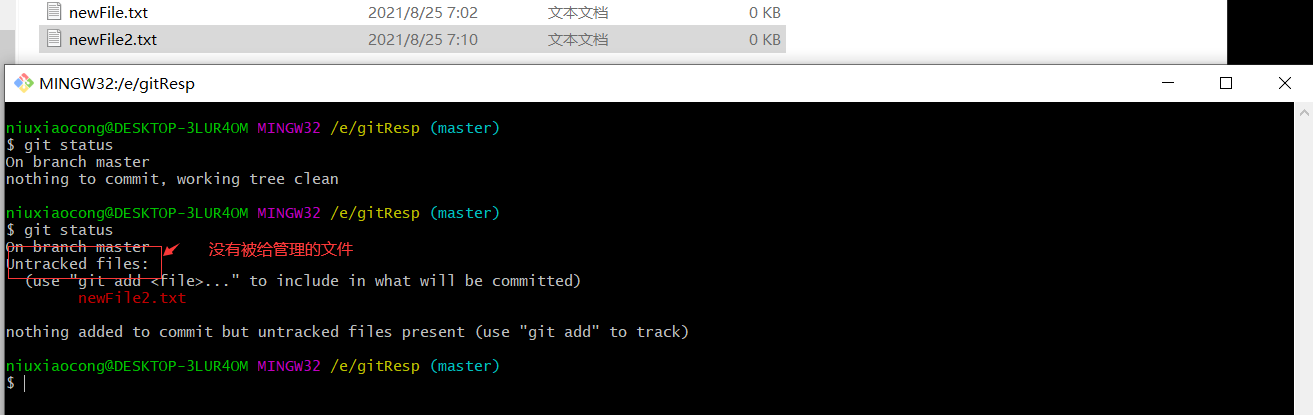 newFile.txt 2021/8/25 7:02 文本文档 0 KB
newFile2.txt 2021/8/25 7:10 文本文档 0 KB
MINGW32:/e/gitResp
niuxiaocong@DESKTOP-3LUR4OM MINGW32 /e/gitResp (master)
$ git status
On branch master
nothing to commit, working tree clean
niuxiaocong@DESKTOP-3LUR4OM MINGW32 /e/gitResp (master)
$ git status
On branch master
没有被给管理的文件
Untracked files:
(use "git add <file>..." to include in what will be committed)
newFile2.txt
nothing added to commit but untracked files present (use "git add" to track)
niuxiaocong@DESKTOP-3LUR4OM MINGW32 /e/gitResp (master)
$